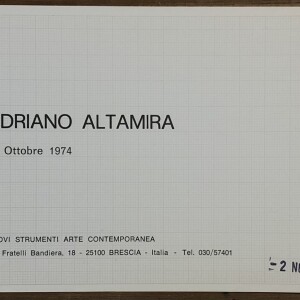 DRIANO ALTAMIRA
Ottobre 1974
OVI STRUMENTI ARTE CONTEMPORANEA
Fratelli Bandiera, 18 - 25100 BRESCIA - Italia - Tel. 030/57401
- 2 N